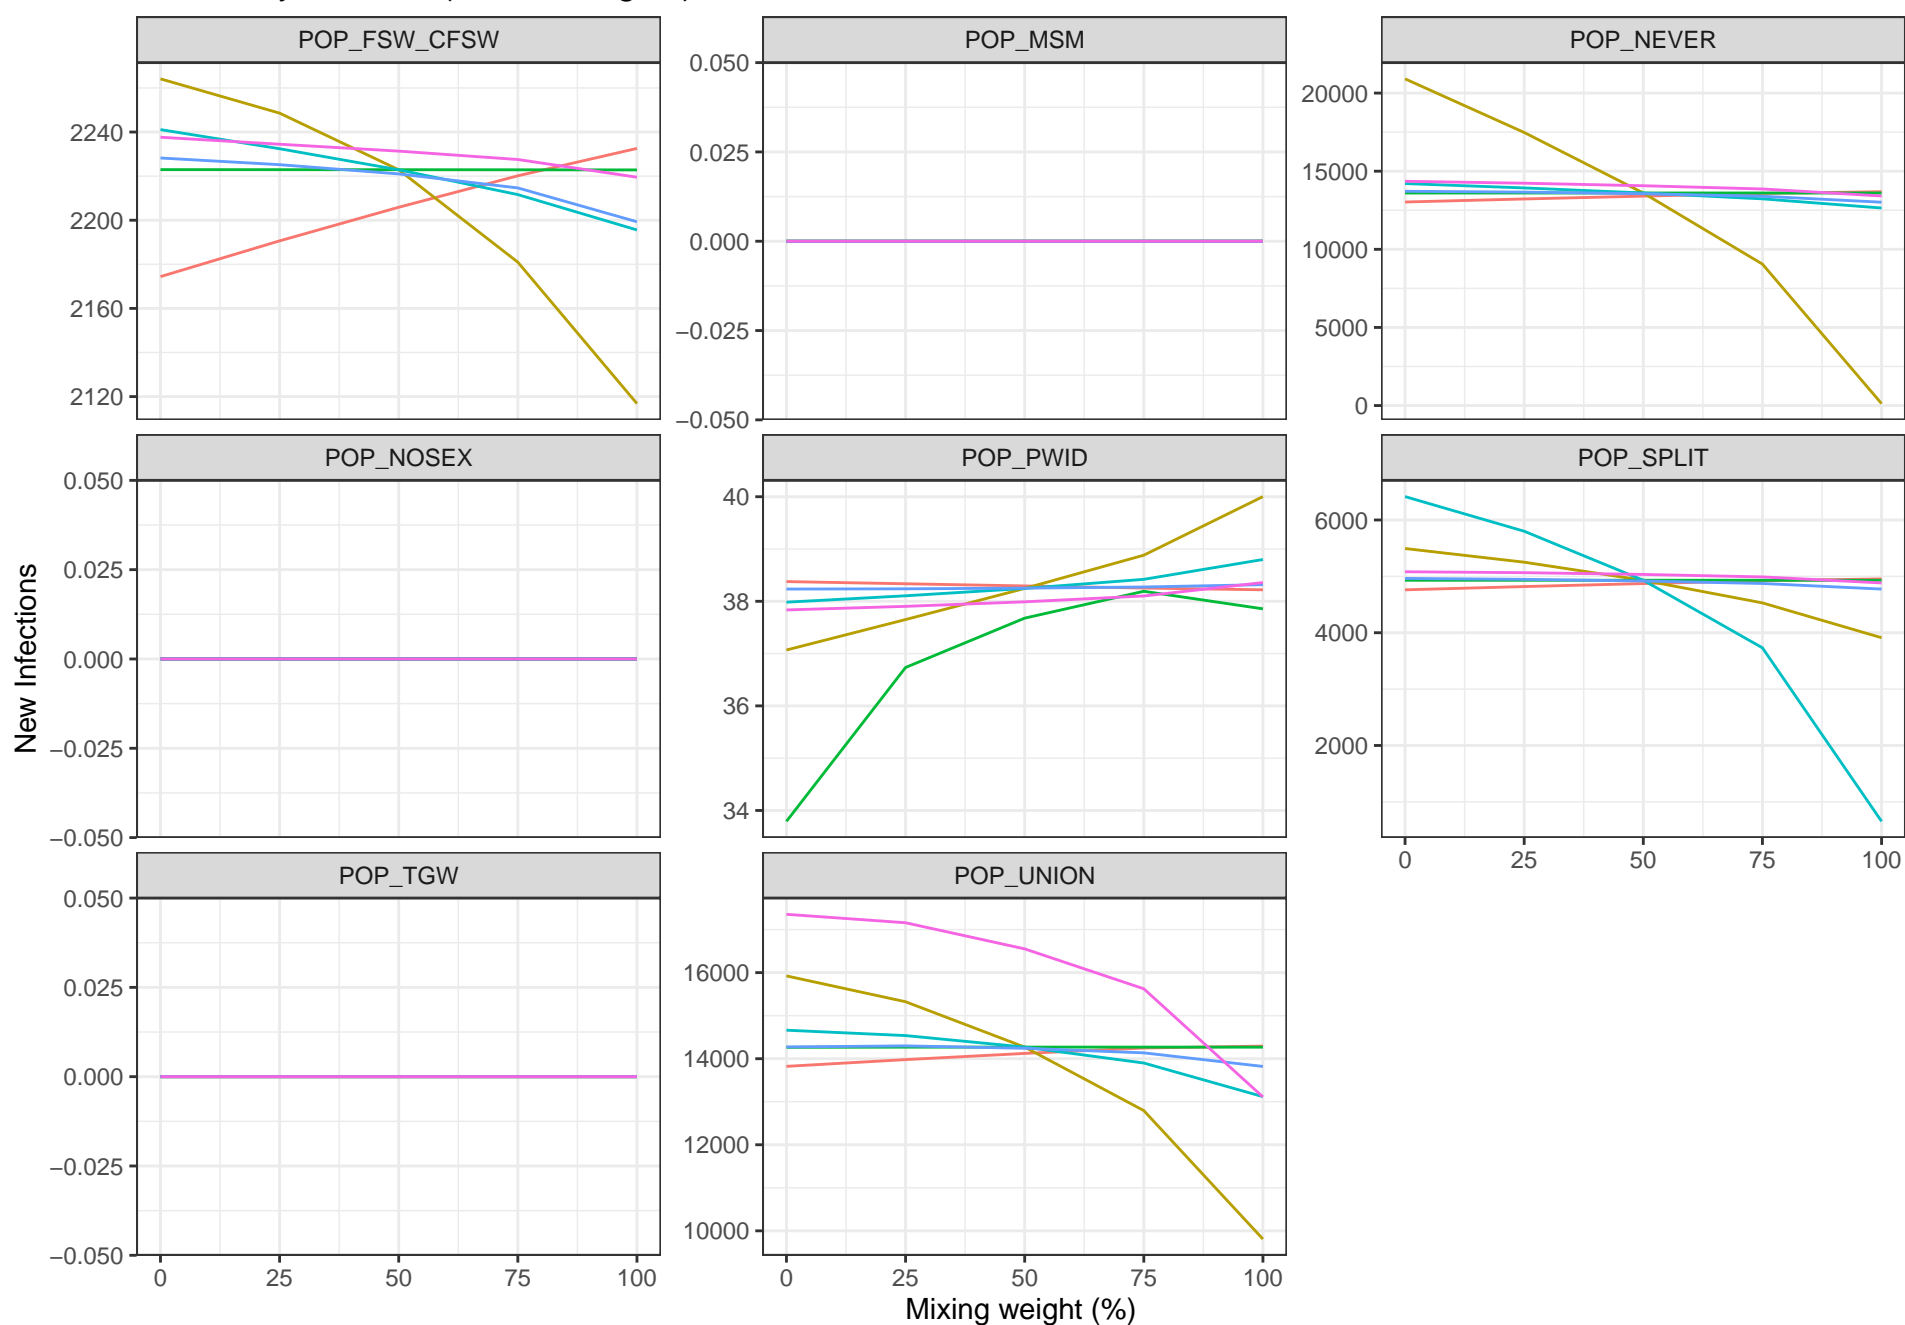 POP_FSW_CFSW
POP_MSM
POP_NEVER
2240
2200
2160
2120
0.050
0.025
0.000
−0.025
−0.050
20000
15000
10000
5000
0
POP_NOSEX
POP_PWID
POP_SPLIT
0.050
0.025
0.000
−0.025
−0.050
40
38
36
34
6000
4000
2000
0 25 50 75 100
POP_TGW
POP_UNION
0.050
0.025
0.000
−0.025
−0.050
16000
14000
12000
10000
0 25 50 75 100
0 25 50 75 100
New Infections
Mixing weight (%)